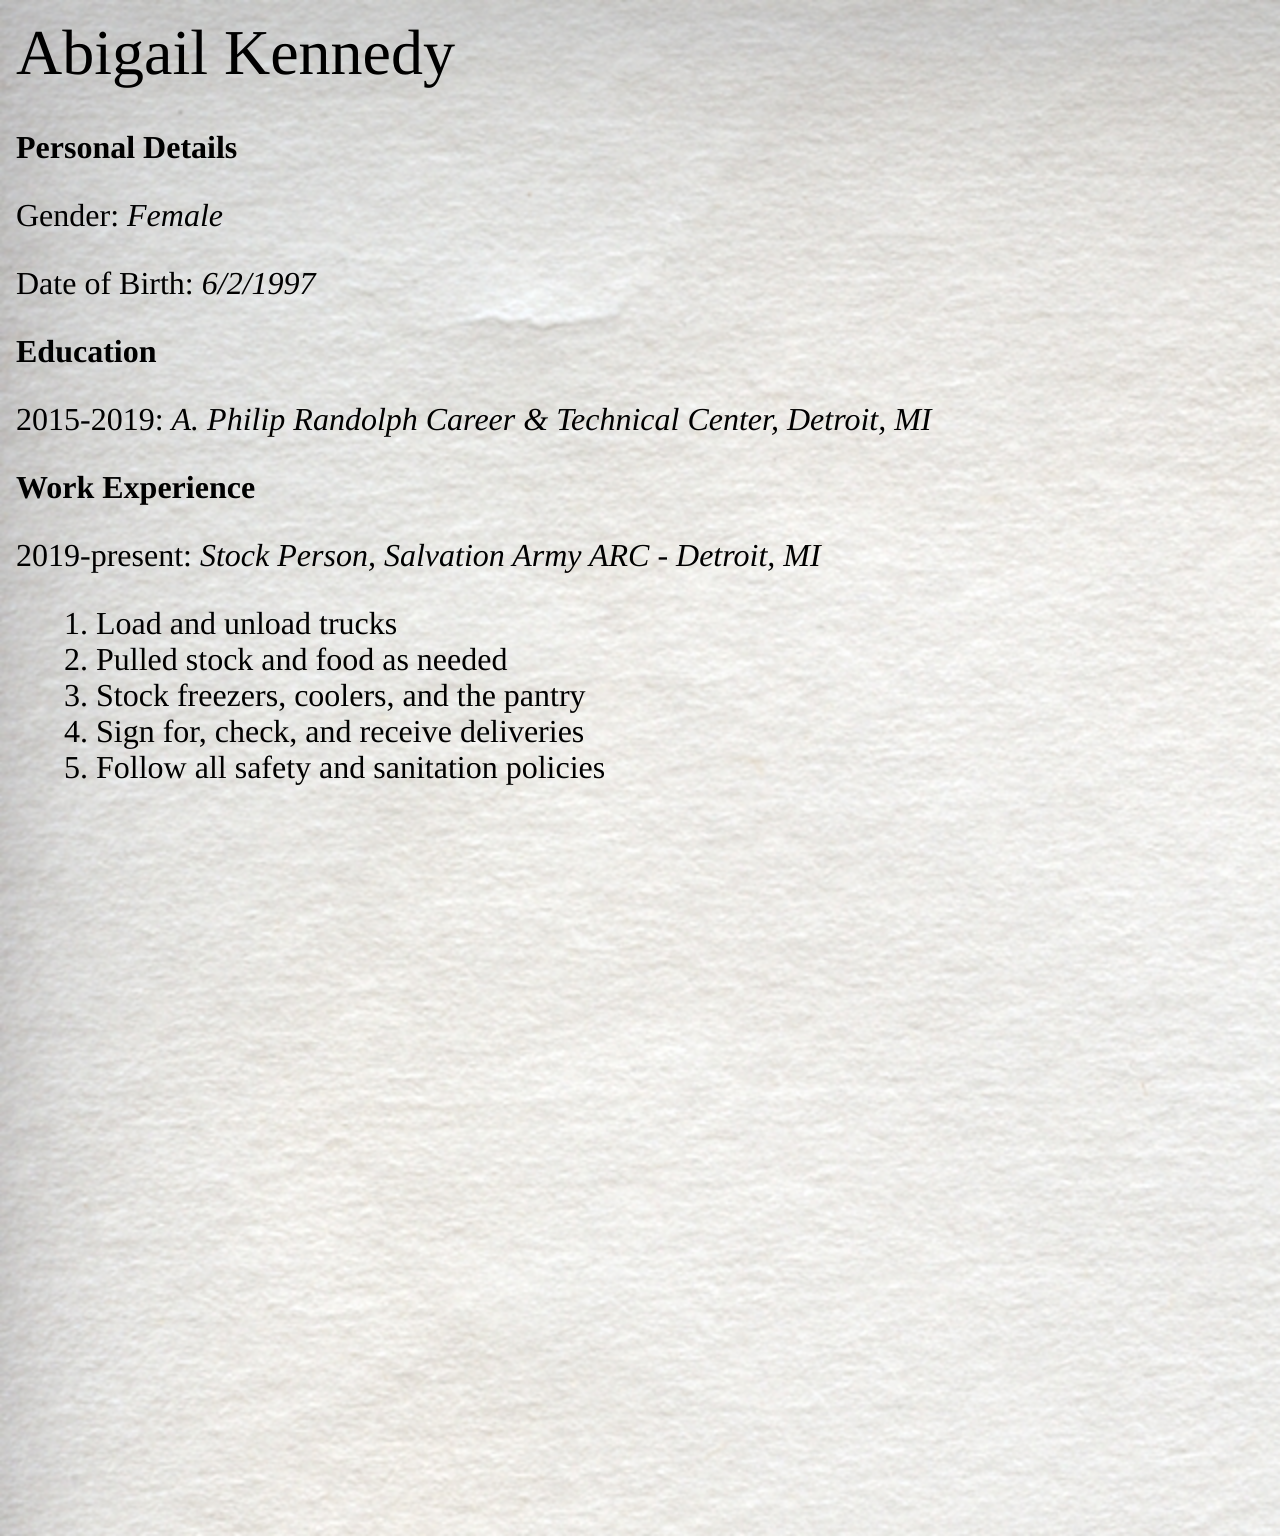 Abigail Kennedy
Personal Details
Gender: Female
Date of Birth: 6/2/1997
Education
2015-2019: A. Philip Randolph Career & Technical Center, Detroit, MI
Work Experience
2019-present: Stock Person, Salvation Army ARC - Detroit, MI
1. Load and unload trucks
2. Pulled stock and food as needed
3. Stock freezers, coolers, and the pantry
4. Sign for, check, and receive deliveries
5. Follow all safety and sanitation policies